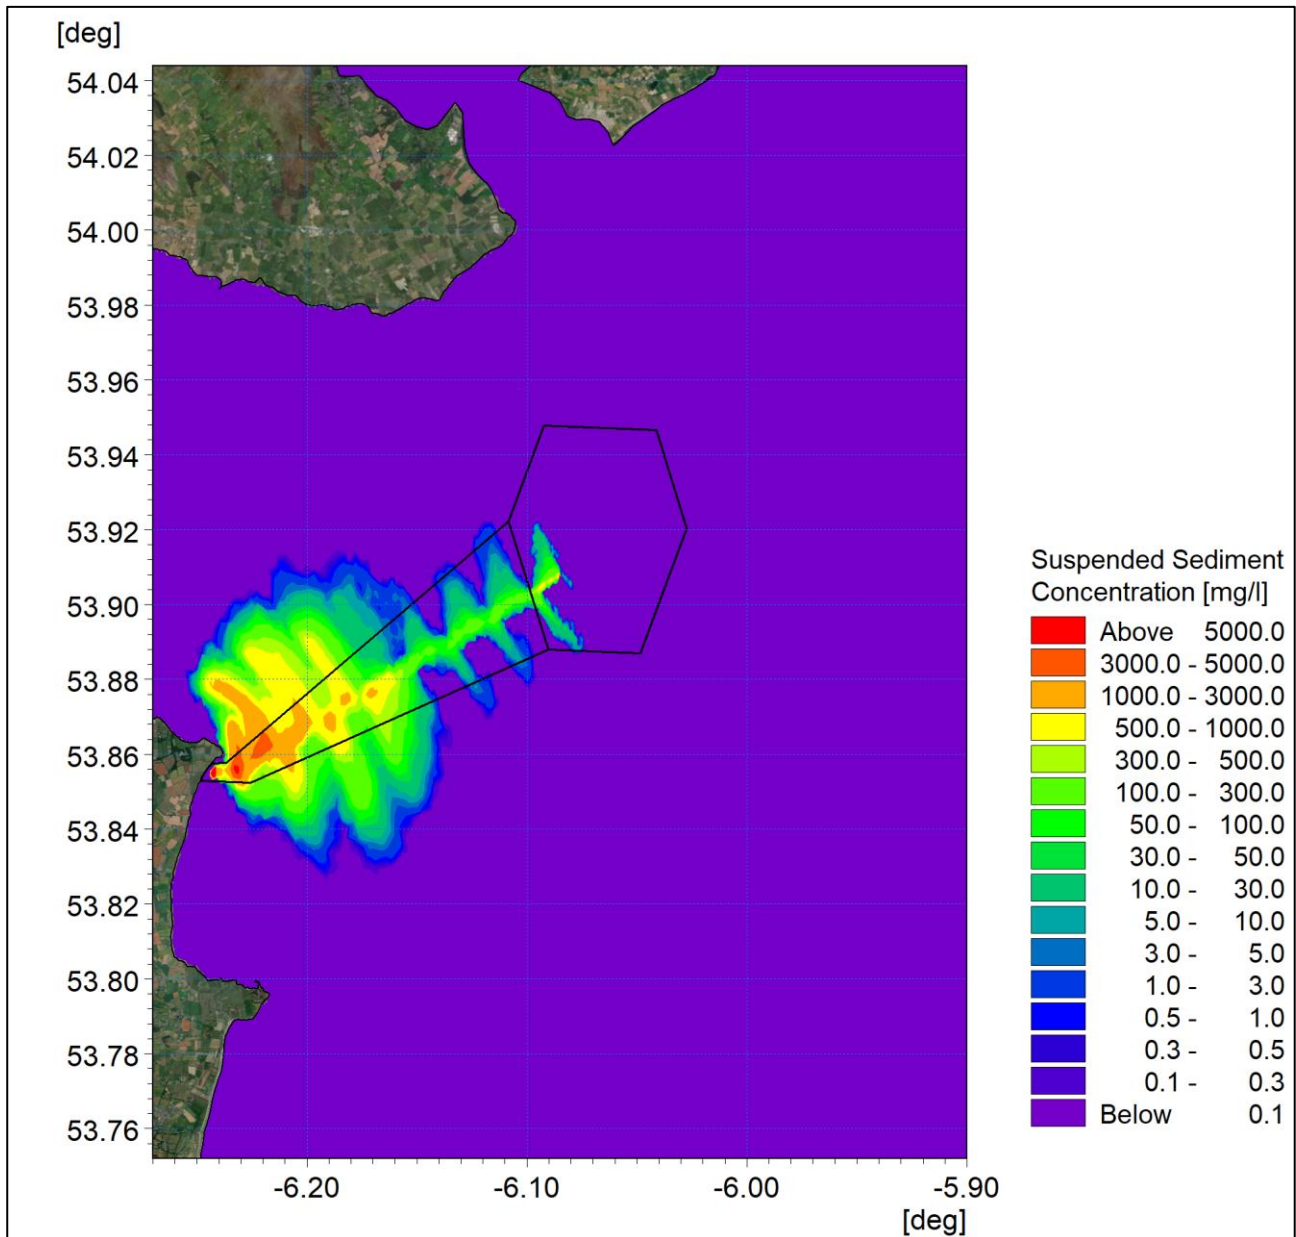 [deg]
54.04
54.02
54.00
53.98
53.96
53.94
53.92
53.90
53.88
53.86
53.84
53.82
53.80
53.78
53.76
-6.20 -6.10 -6.00 -5.90
[deg]
Suspended Sediment
Concentration [mg/l]
Above 5000.0
3000.0 - 5000.0
1000.0 - 3000.0
500.0 - 1000.0
300.0 - 500.0
100.0 - 300.0
50.0 - 100.0
30.0 - 50.0
10.0 - 30.0
5.0 - 10.0
3.0 - 5.0
1.0 - 3.0
0.5 - 1.0
0.3 - 0.5
0.1 - 0.3
Below 0.1